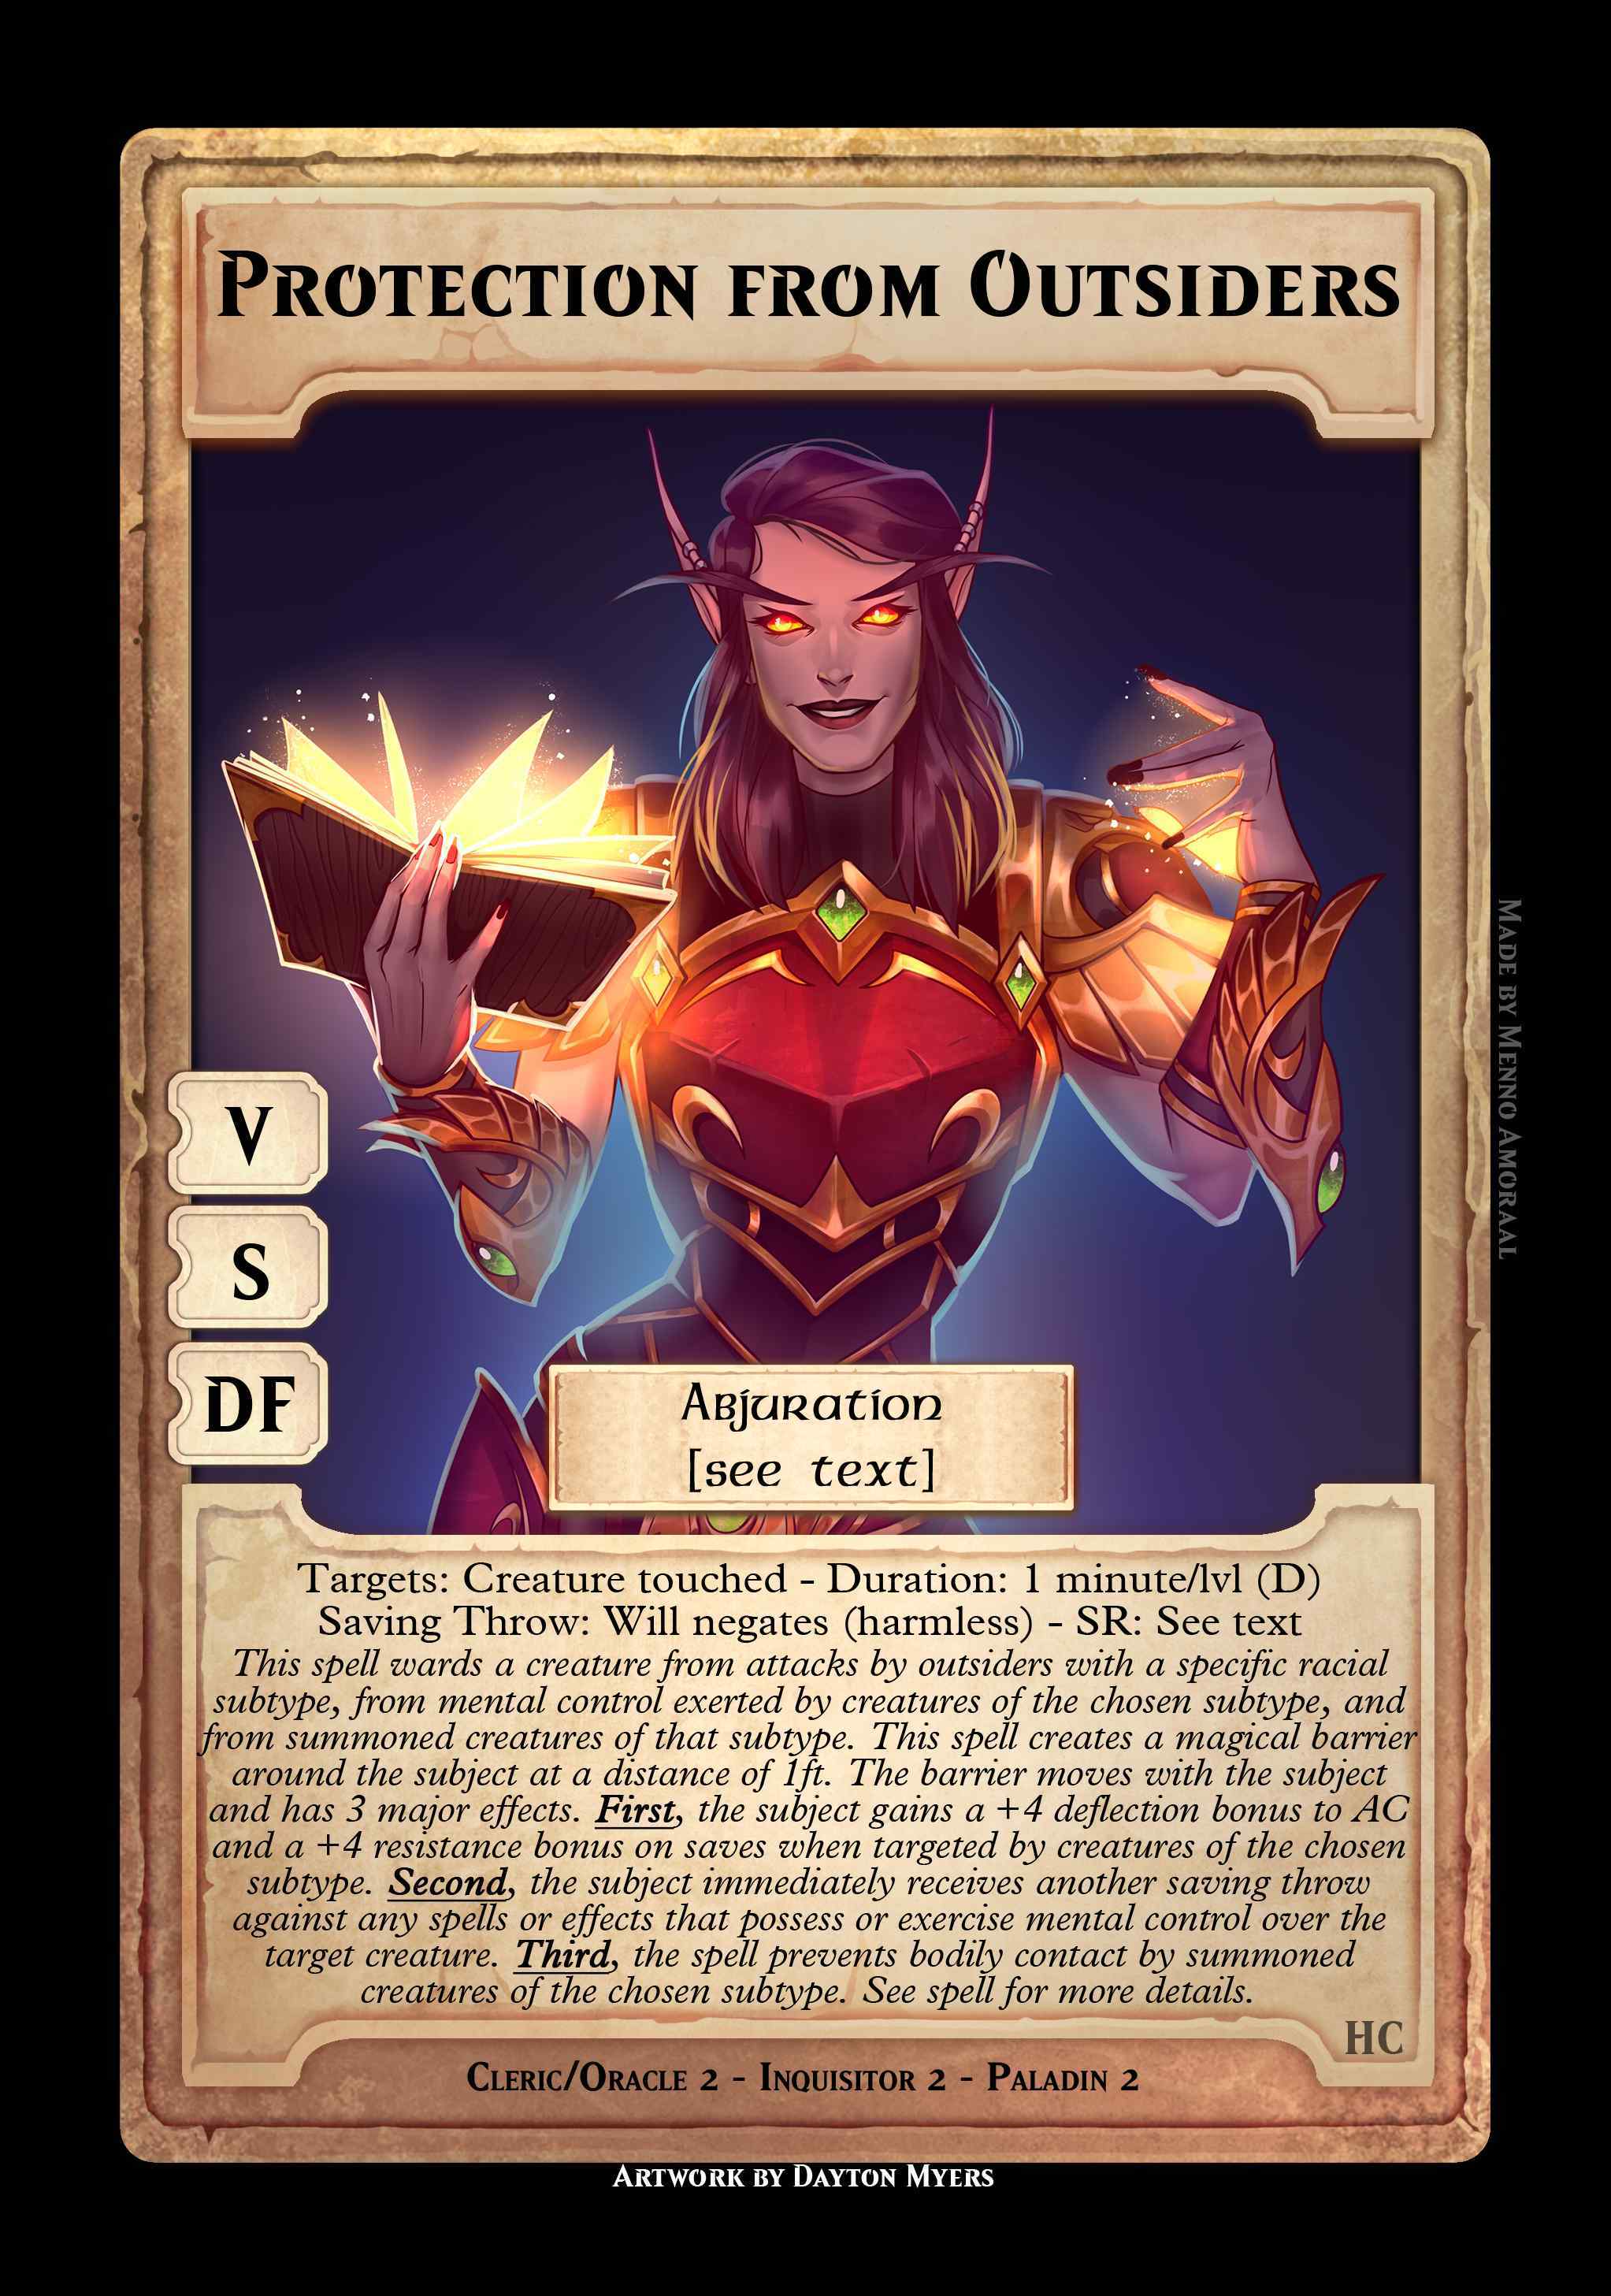 Protection from Outsiders
V
S
DF
Abjuration
[see text]
Targets: Creature touched - Duration: 1 minute/lvl (D)
Saving Throw: Will negates (harmless) - SR: See text
This spell wards a creature from attacks by outsiders with a specific racial
subtype, from mental control exerted by creatures of the chosen subtype, and
from summoned creatures of that subtype. This spell creates a magical barrier
around the subject at a distance of 1ft. The barrier moves with the subject
and has 3 major effects. First, the subject gains a +4 deflection bonus to AC
and a +4 resistance bonus on saves when targeted by creatures of the chosen
subtype. Second, the subject immediately receives another saving throw
against any spells or effects that possess or exercise mental control over the
target creature. Third, the spell prevents bodily contact by summoned
creatures of the chosen subtype. See spell for more details.
HC
Cleric/Oracle 2 - Inquisitor 2 - Paladin 2
Artwork by Dayton Myers
Made by Menno Amoraal